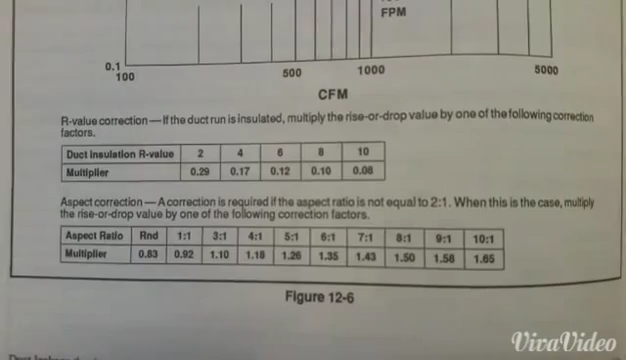 FPM
0.1
100 500 1000 5000
CFM
R-value correction — If the duct run is insulated, multiply the rise-or-drop value by one of the following correction
factors.
Duct Insulation R-value 2 4 6 8 10
Multiplier 0.29 0.17 0.12 0.10 0.08
Aspect correction — A correction is required if the aspect ratio is not equal to 2:1. When this is the case, multiply
the rise-or-drop value by one of the following correction factors.
Aspect Ratio Rnd 1:1 3:1 4:1 5:1 6:1 7:1 8:1 9:1 10:1
Multiplier 0.83 0.92 1.10 1.18 1.26 1.35 1.43 1.50 1.58 1.65
Figure 12-6
VivaVideo